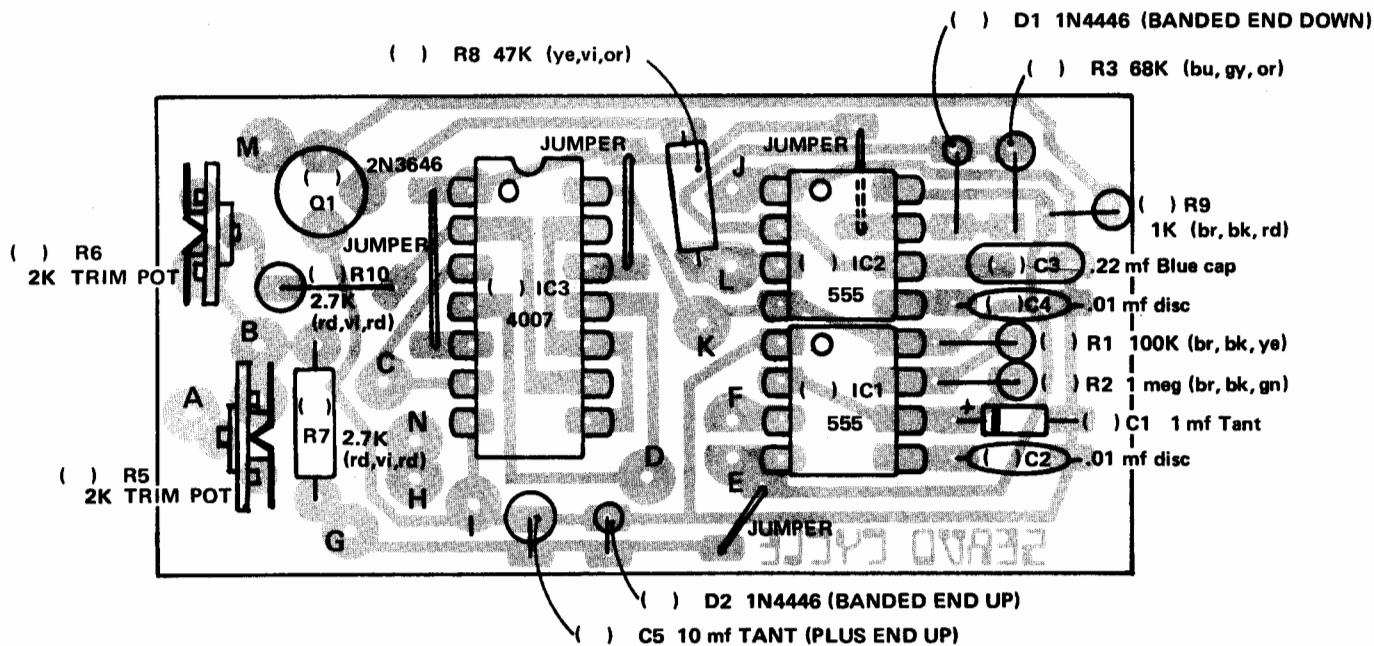 ( ) D1 1N4446 (BANDED END DOWN)
( ) R8 47K (ye,vi,or)
( ) R3 68K (bu, gy, or)
M
2N3646
( )
Q1
JUMPER
JUMPER
J
( ) R9
1K (br, bk, rd)
( ) R6
2K TRIM POT
JUMPER
( ) R10
2.7K
(rd,vi,rd)
( ) IC3
4007
L
( ) IC2
555
( ) C3 .22 mf Blue cap
( ) C4 .01 mf disc
B
C
K
( ) R1 100K (br, bk, ye)
( ) R2 1 meg (br, bk, gn)
A
( )
R7
2.7K
(rd,vi,rd)
N
F
( ) IC1
555
+
( ) C1 1 mf Tant
( ) C2 .01 mf disc
( ) R5
2K TRIM POT
H
D
E
G
I
JUMPER
SERVO CYCLE
( ) D2 1N4446 (BANDED END UP)
( ) C5 10 mf TANT (PLUS END UP)